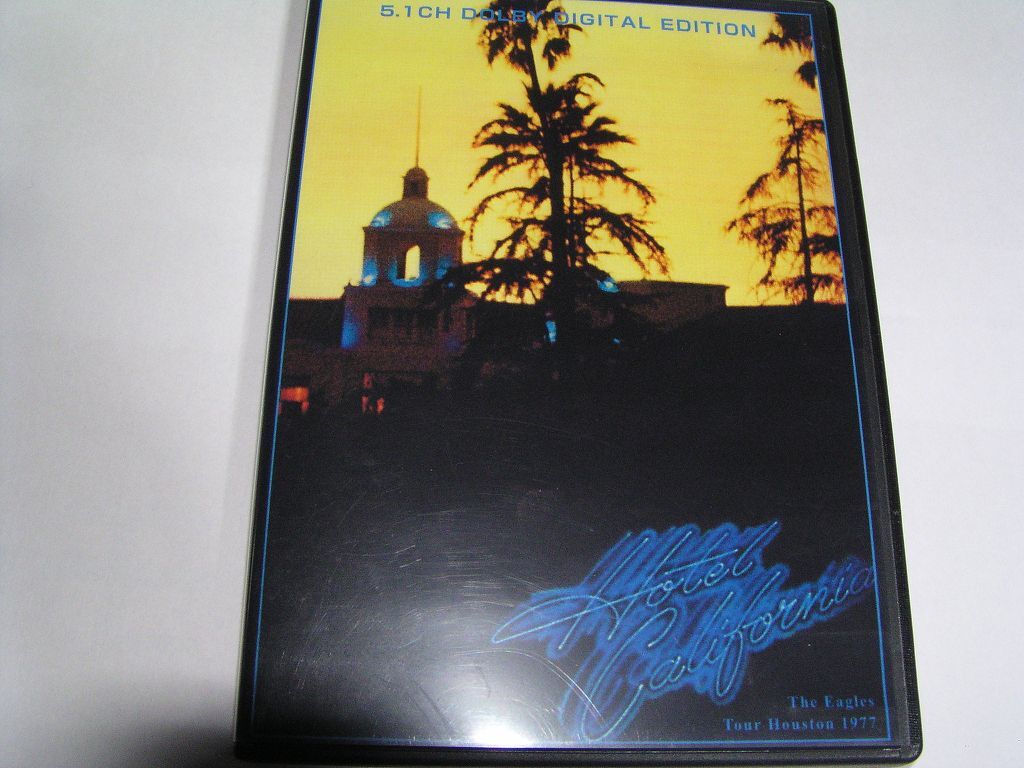 5.1CH DOLBY DIGITAL EDITION
Hotel
California
The Eagles
Tour Houston 1977